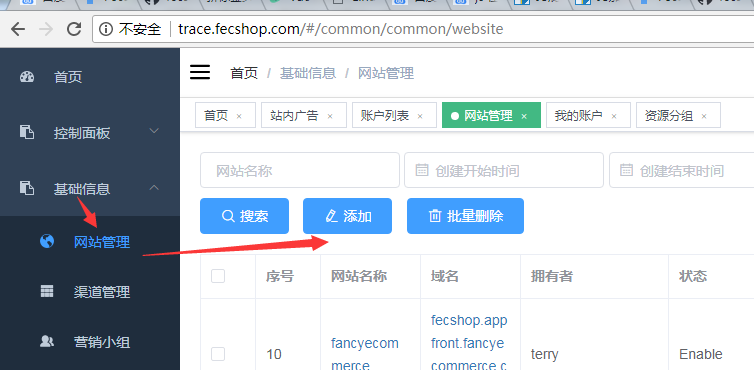 不安全 trace.fecshop.com/#/common/common/website
首页
控制面板
基础信息
网站管理
渠道管理
营销小组
首页 / 基础信息 / 网站管理
首页 × 站内广告 × 账户列表 × 网站管理 × 我的账户 × 资源分组 ×
网站名称 创建开始时间 创建结束时间
搜索 添加 批量删除
序号 网站名称 域名 拥有者 状态
10 fancyecommerce fecshop.appfront.fancyecommerce.c terry Enable